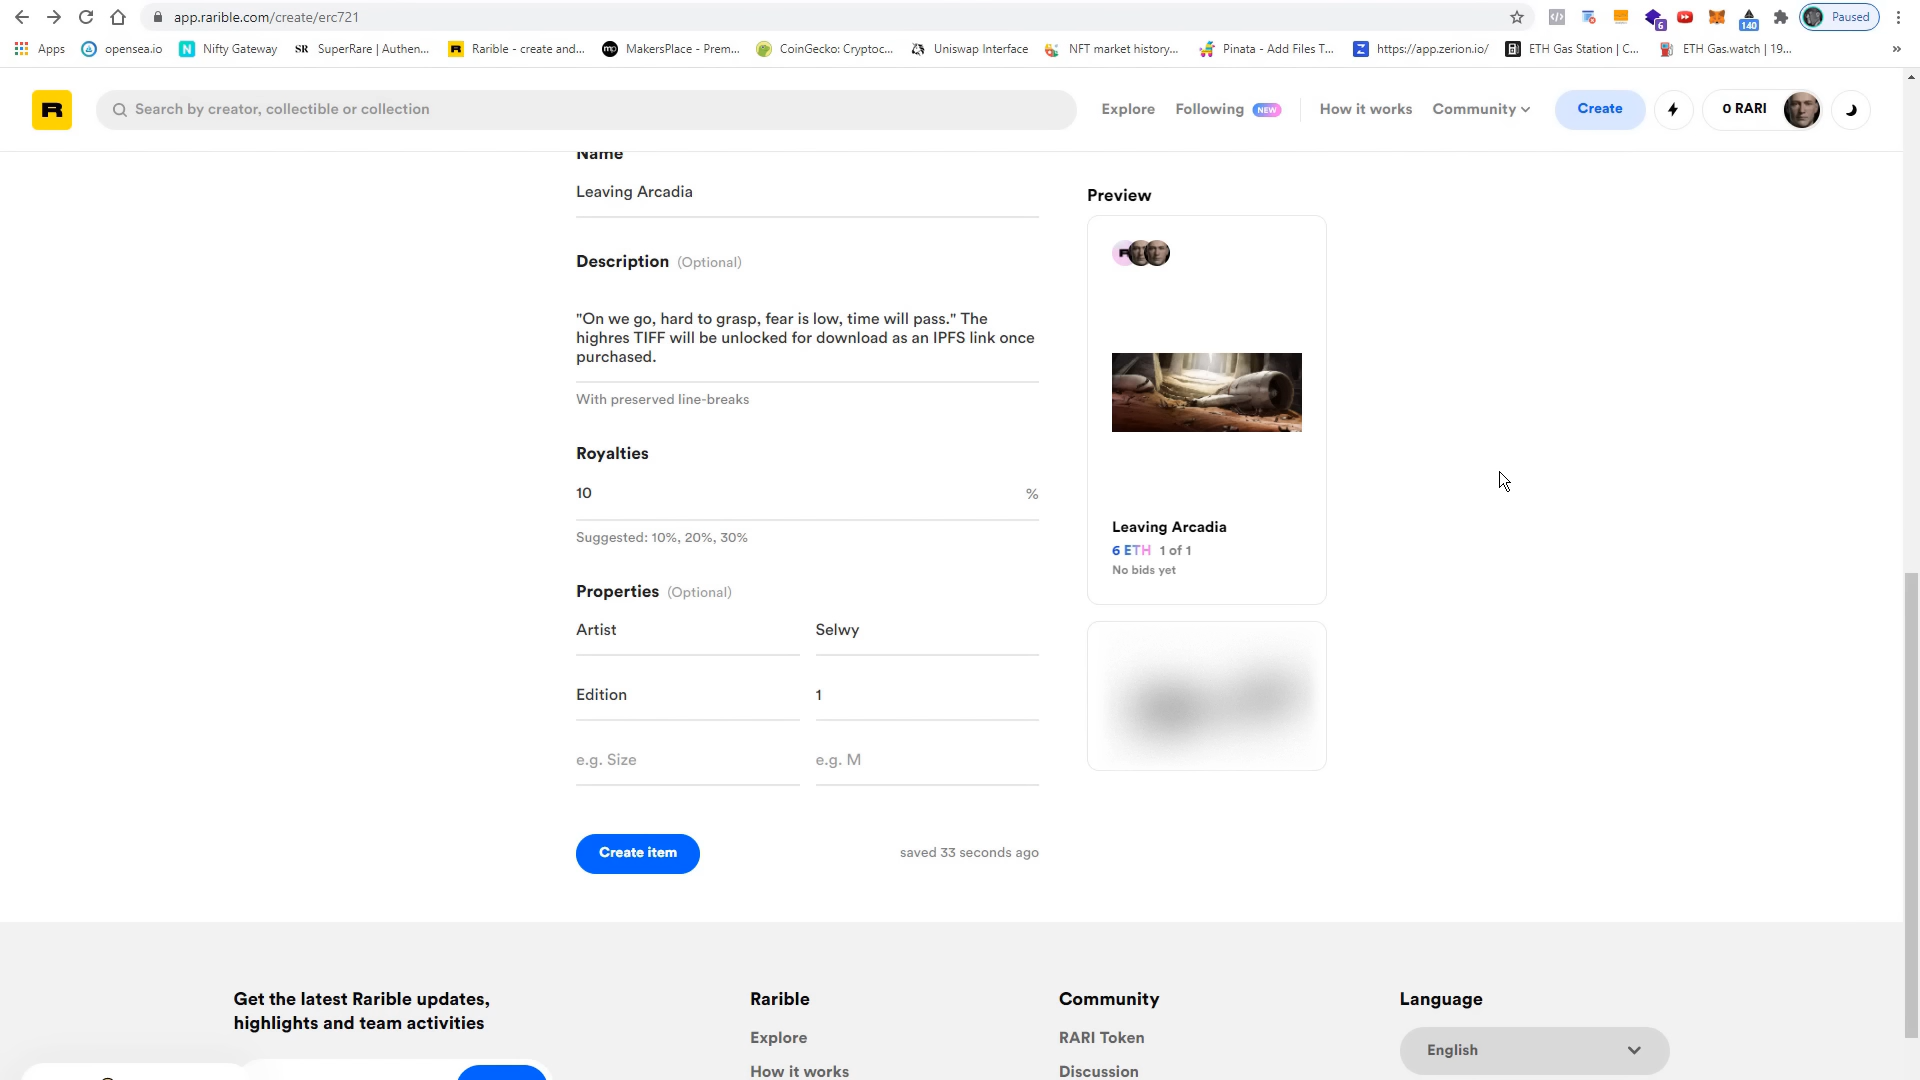 app.rarible.com/create/erc721
Paused
Apps
opensea.io
Nifty Gateway
SuperRare | Authen...
Rarible - create and...
MakersPlace - Prem...
CoinGecko: Cryptoc...
Uniswap Interface
NFT market history...
Pinata - Add Files T...
https://app.zerion.io/
ETH Gas Station | C...
ETH Gas.watch | 19...
Search by creator, collectible or collection
Explore
Following NEW
How it works
Community
Create
0 RARI
Name
Leaving Arcadia
Description (Optional)
"On we go, hard to grasp, fear is low, time will pass." The
highres TIFF will be unlocked for download as an IPFS link once
purchased.
With preserved line-breaks
Royalties
10 %
Suggested: 10%, 20%, 30%
Properties (Optional)
Artist Selwy
Edition 1
e.g. Size e.g. M
Create item saved 33 seconds ago
Preview
Leaving Arcadia
6 ETH 1 of 1
No bids yet
Get the latest Rarible updates,
highlights and team activities
Rarible
Explore
How it works
Community
RARI Token
Discussion
Language
English
6
140